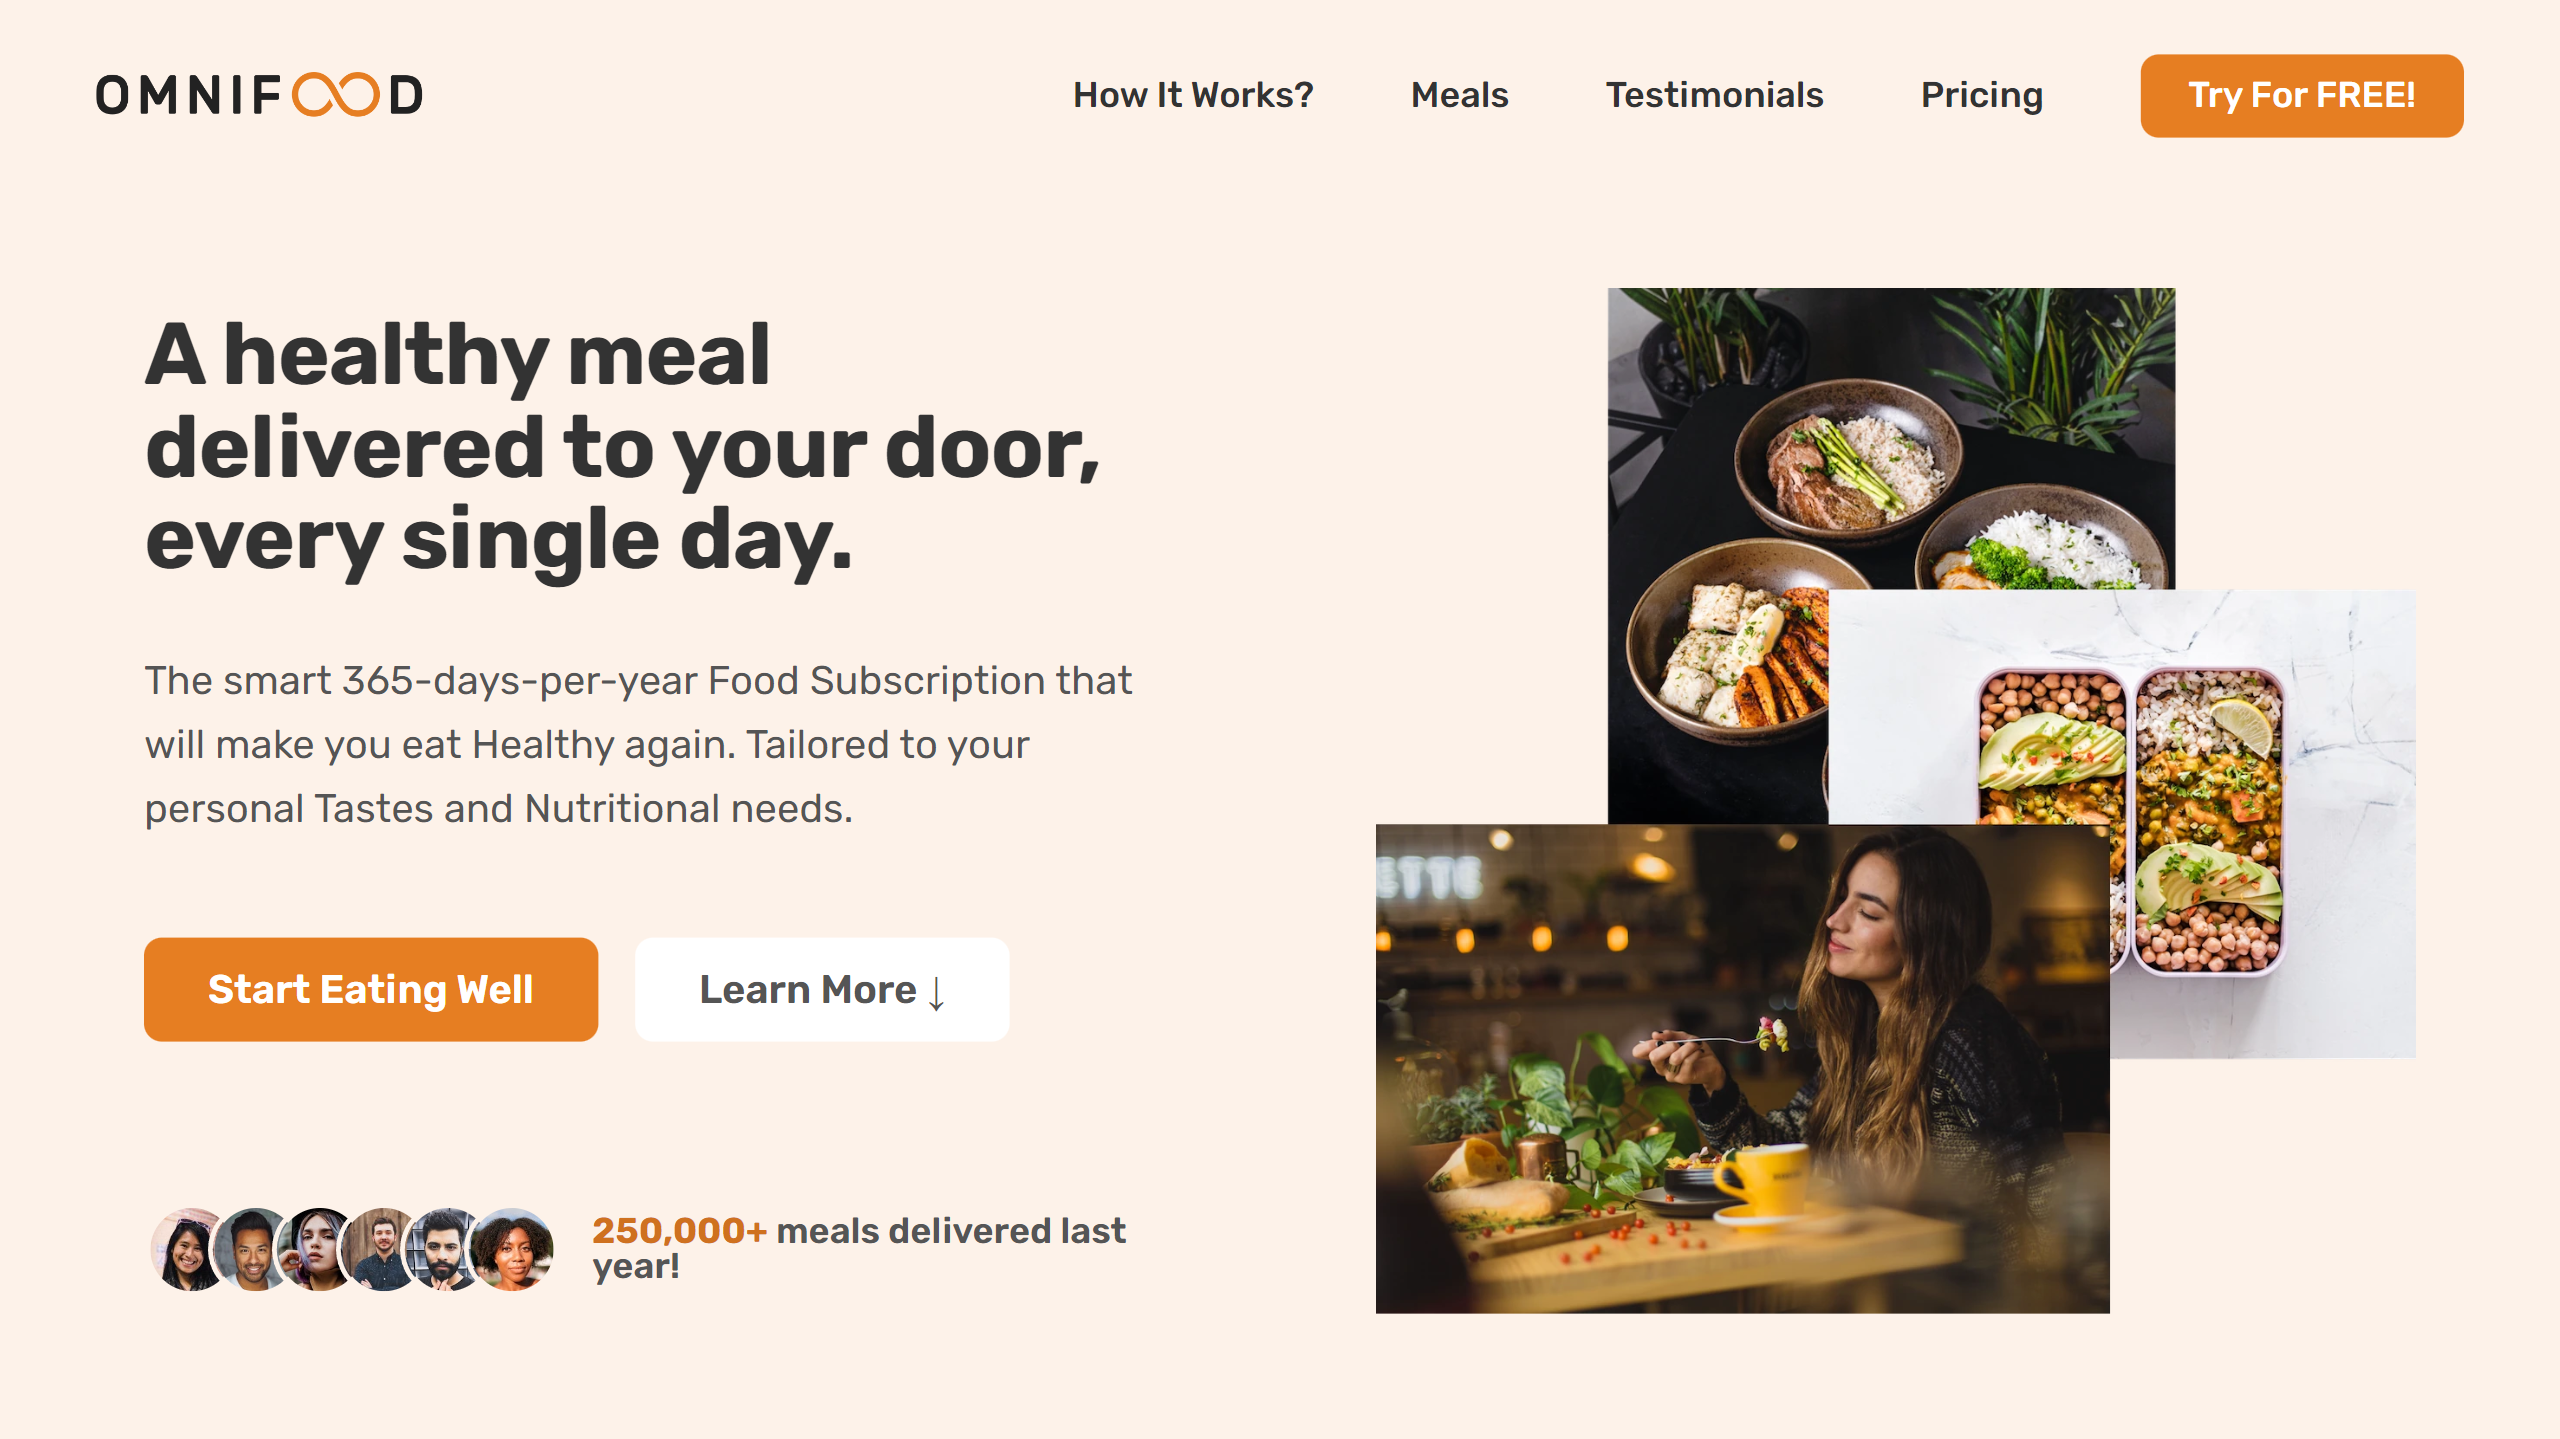 OMNIFOOD
How It Works?
Meals
Testimonials
Pricing
Try For FREE!
A healthy meal
delivered to your door,
every single day.
The smart 365-days-per-year Food Subscription that
will make you eat Healthy again. Tailored to your
personal Tastes and Nutritional needs.
Start Eating Well
Learn More ↓
250,000+ meals delivered last
year!
ETTE